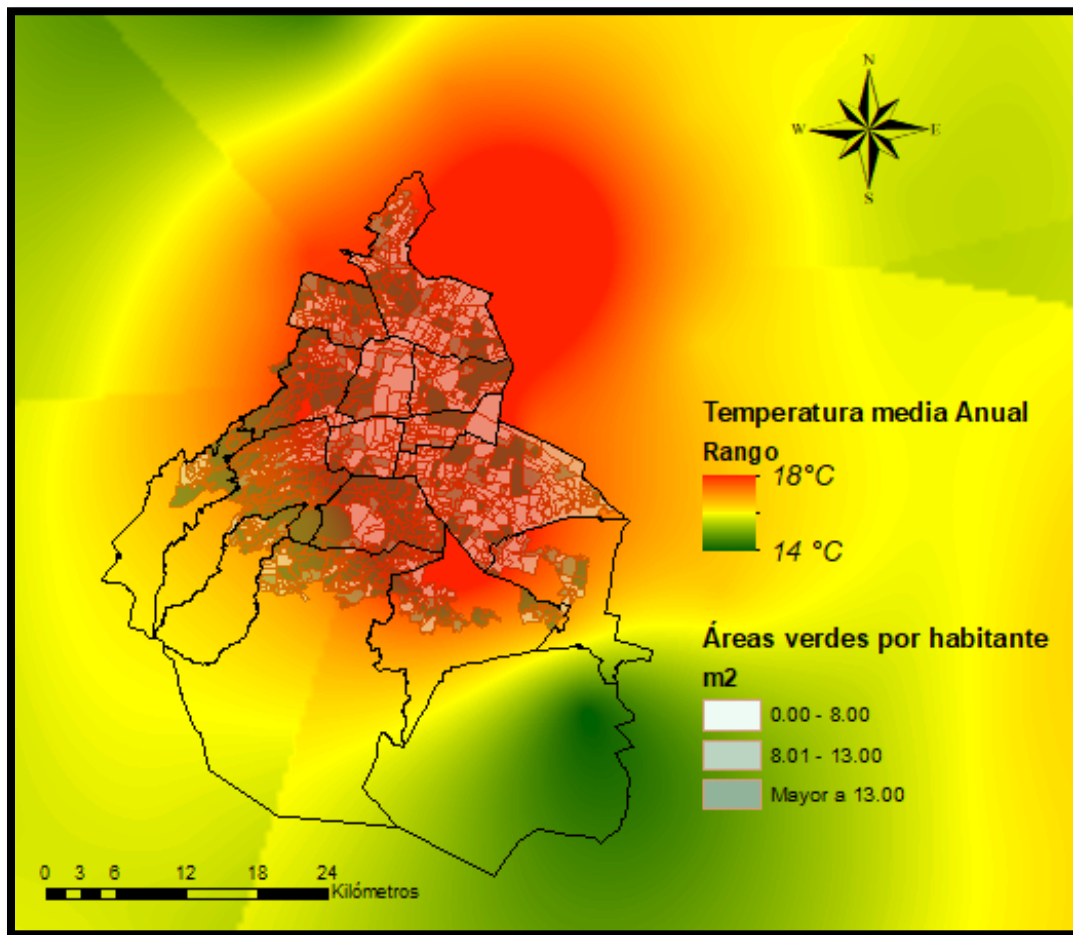 N
W E
S
Temperatura media Anual
Rango
18°C
14 °C
Áreas verdes por habitante
m2
0.00 - 8.00
8.01 - 13.00
Mayor a 13.00
0 3 6 12 18 24
Kilómetros